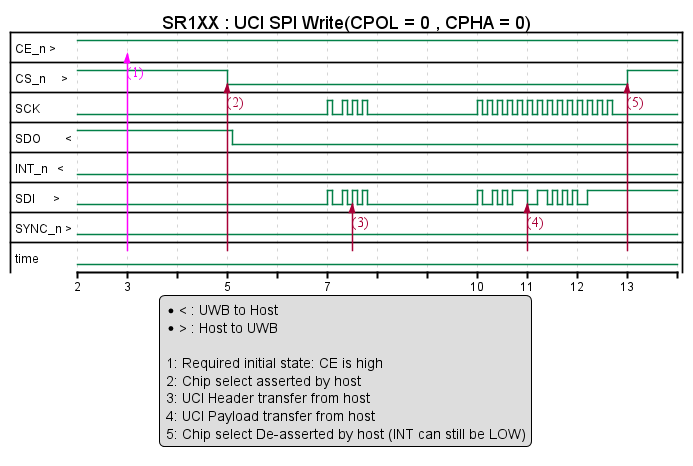 SR1XX : UCI SPI Write(CPOL = 0 , CPHA = 0)
CE_n >
(1)
CS_n >
SCK
(2)
(5)
SDO <
INT_n <
SDI >
(3)
(4)
SYNC_n >
time
2 3 5 7 10 11 12 13
• < : UWB to Host
• > : Host to UWB
1: Required initial state: CE is high
2: Chip select asserted by host
3: UCI Header transfer from host
4: UCI Payload transfer from host
5: Chip select De-asserted by host (INT can still be LOW)